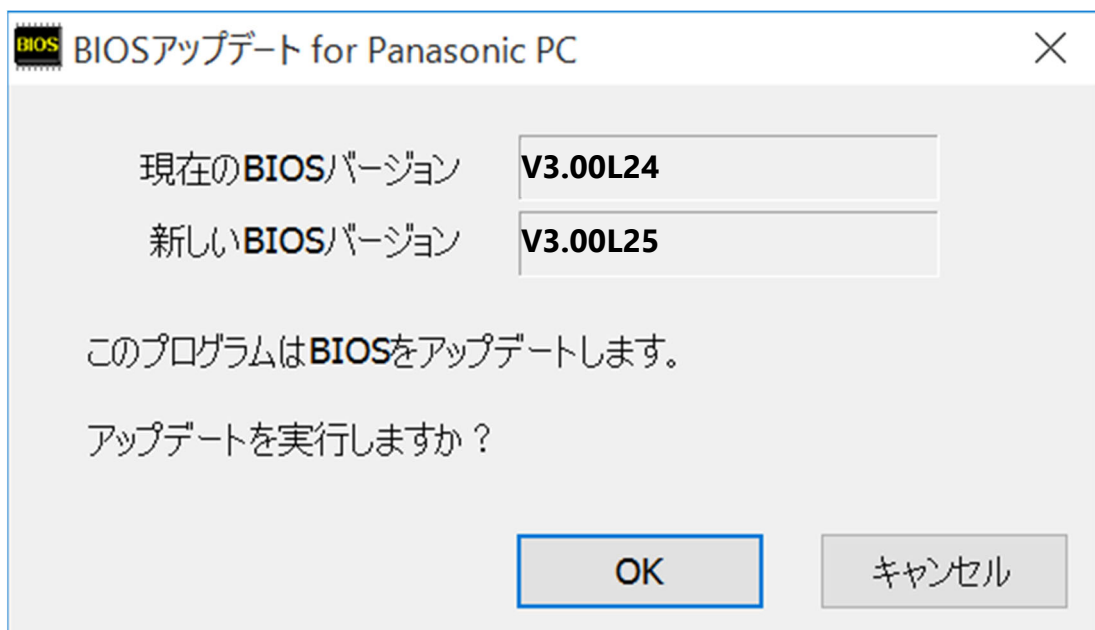 BIOS BIOSアップデート for Panasonic PC
現在のBIOSバージョン V3.00L24
新しいBIOSバージョン V3.00L25
このプログラムはBIOSをアップデートします。
アップデートを実行しますか？
OK キャンセル